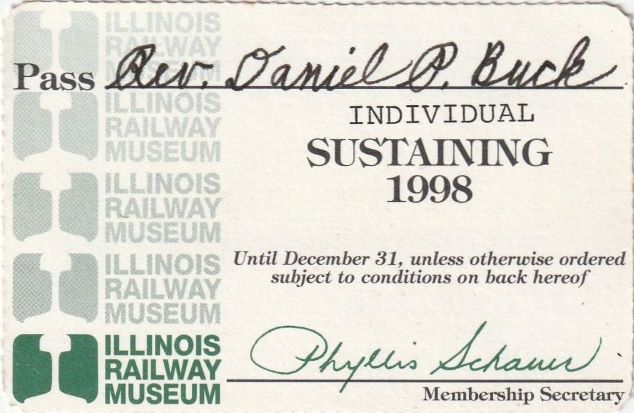 ILLINOIS
RAILWAY
MUSEUM
Pass Rev. Daniel P. Buck
ILLINOIS
RAILWAY
MUSEUM
INDIVIDUAL
SUSTAINING
1998
ILLINOIS
RAILWAY
MUSEUM
ILLINOIS
RAILWAY
MUSEUM
Until December 31, unless otherwise ordered
subject to conditions on back hereof
ILLINOIS
RAILWAY
MUSEUM
Phyllis Schauer
Membership Secretary